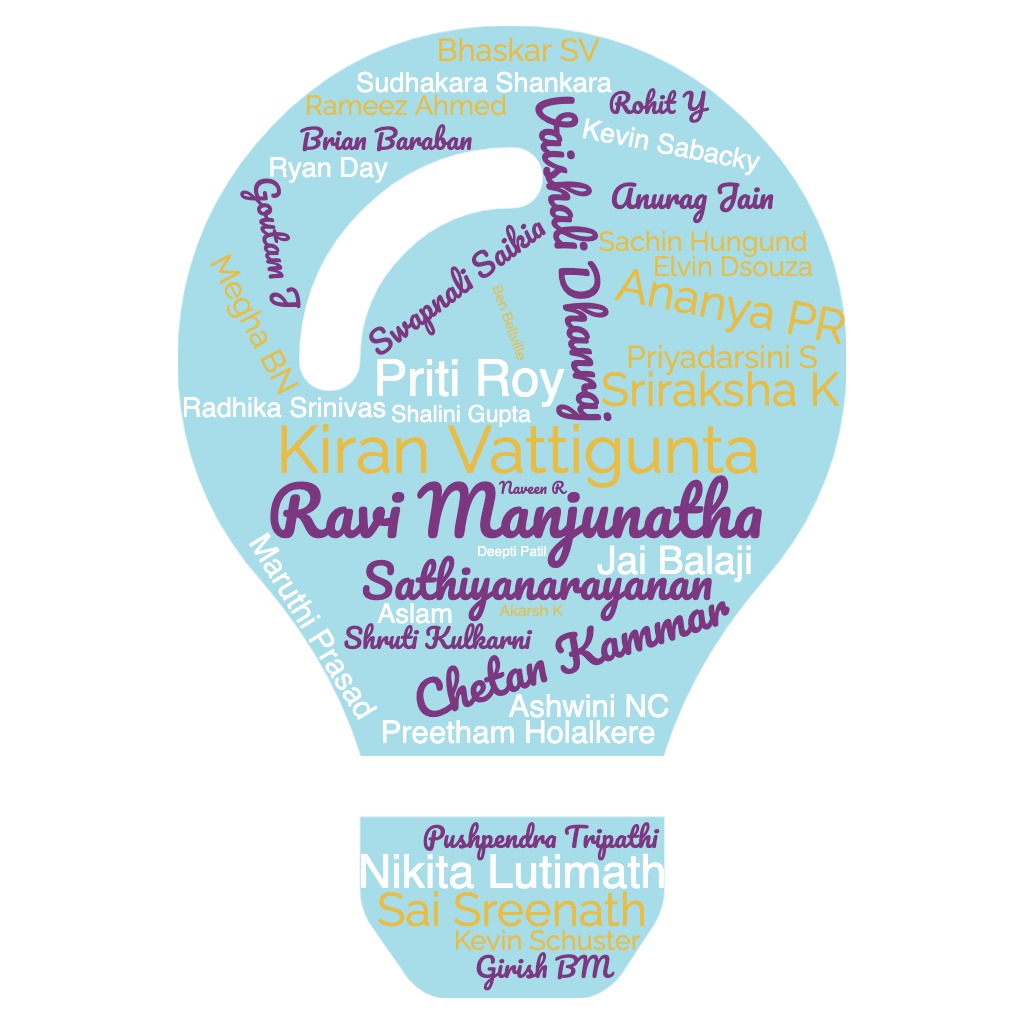 Bhaskar SV
Sudhakara Shankara
Rameez Ahmed
Rohit Y
Vaishali Dhanraj
Kevin Sabacky
Brian Baraban
Ryan Day
Goutam J
Anurag Jain
Swapnali Saikia
Sachin Hungund
Elvin Dsouza
Megha BN
Ananya PR
Ben Bellville
Priyadarsini S
Priti Roy
Sriraksha K
Radhika Srinivas
Shalini Gupta
Kiran Vattigunta
Naveen R
Ravi Manjunatha
Deepti Patil
Jai Balaji
Maruthi Prasad
Sathiyanarayanan
Aslam
Akarsh K
Shruti Kulkarni
Chetan Kammar
Ashwini NC
Preetham Holalkere
Pushpendra Tripathi
Nikita Lutimath
Sai Sreenath
Kevin Schuster
Girish BM